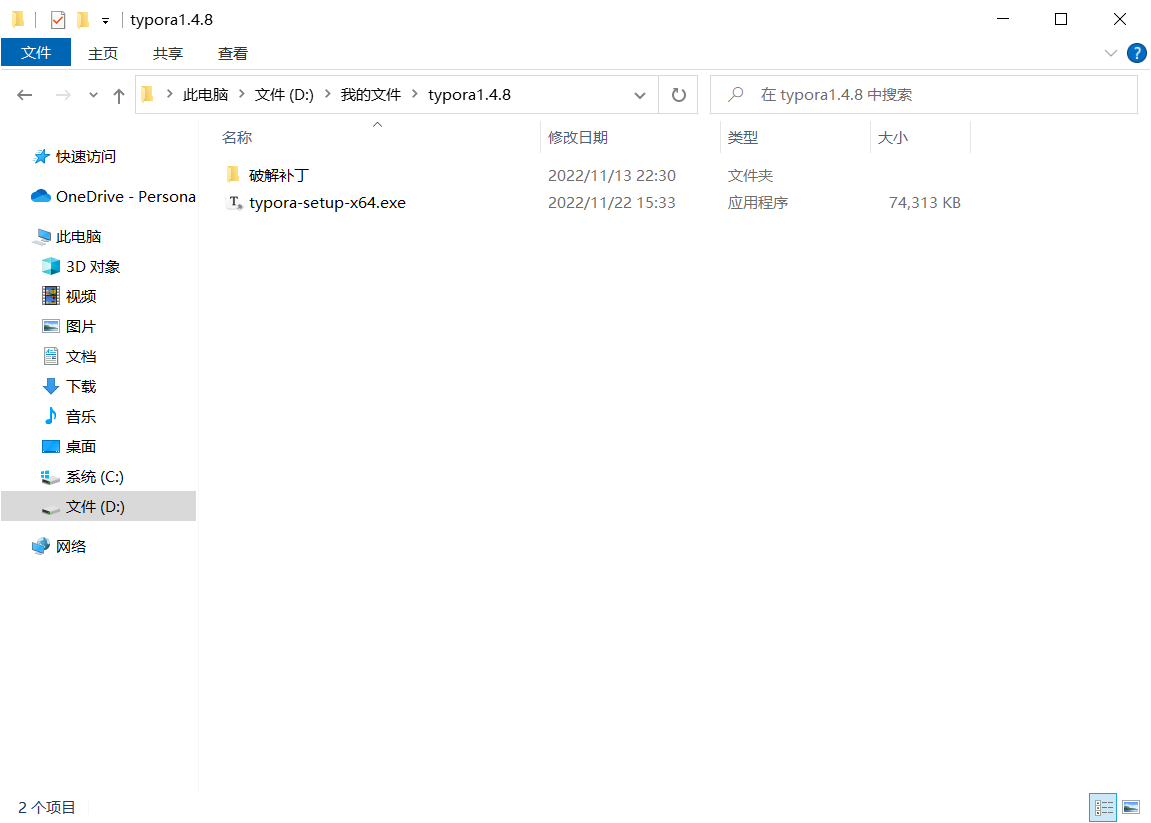 typora1.4.8
文件 主页 共享 查看
此电脑 文件 (D:) 我的文件 typora1.4.8 在 typora1.4.8 中搜索
名称 修改日期 类型 大小
破解补丁 2022/11/13 22:30 文件夹
typora-setup-x64.exe 2022/11/22 15:33 应用程序 74,313 KB
快速访问
OneDrive - Persona
此电脑
3D 对象
视频
图片
文档
下载
音乐
桌面
系统 (C:)
文件 (D:)
网络
2 个项目